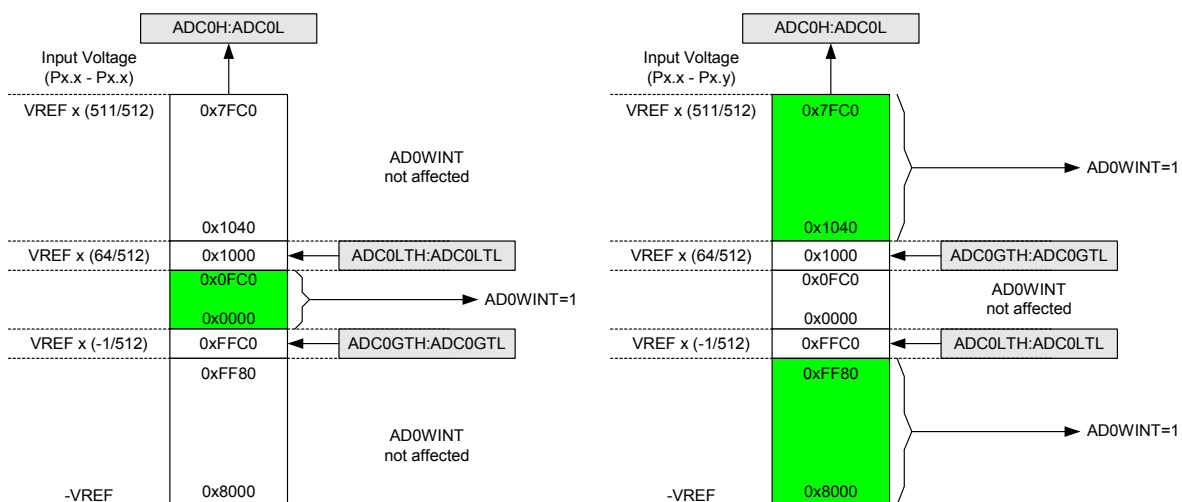 ADC0H:ADC0L
Input Voltage
(Px.x - Px.x)
VREF x (511/512)
0x7FC0
AD0WINT
not affected
0x1040
VREF x (64/512)
0x1000
ADC0LTH:ADC0LTL
0x0FC0
AD0WINT=1
0x0000
VREF x (-1/512)
0xFFC0
ADC0GTH:ADC0GTL
0xFF80
AD0WINT
not affected
-VREF
0x8000
ADC0H:ADC0L
Input Voltage
(Px.x - Px.y)
VREF x (511/512)
0x7FC0
AD0WINT=1
0x1040
VREF x (64/512)
0x1000
ADC0GTH:ADC0GTL
0x0FC0
AD0WINT
not affected
0x0000
VREF x (-1/512)
0xFFC0
ADC0LTH:ADC0LTL
0xFF80
AD0WINT=1
-VREF
0x8000